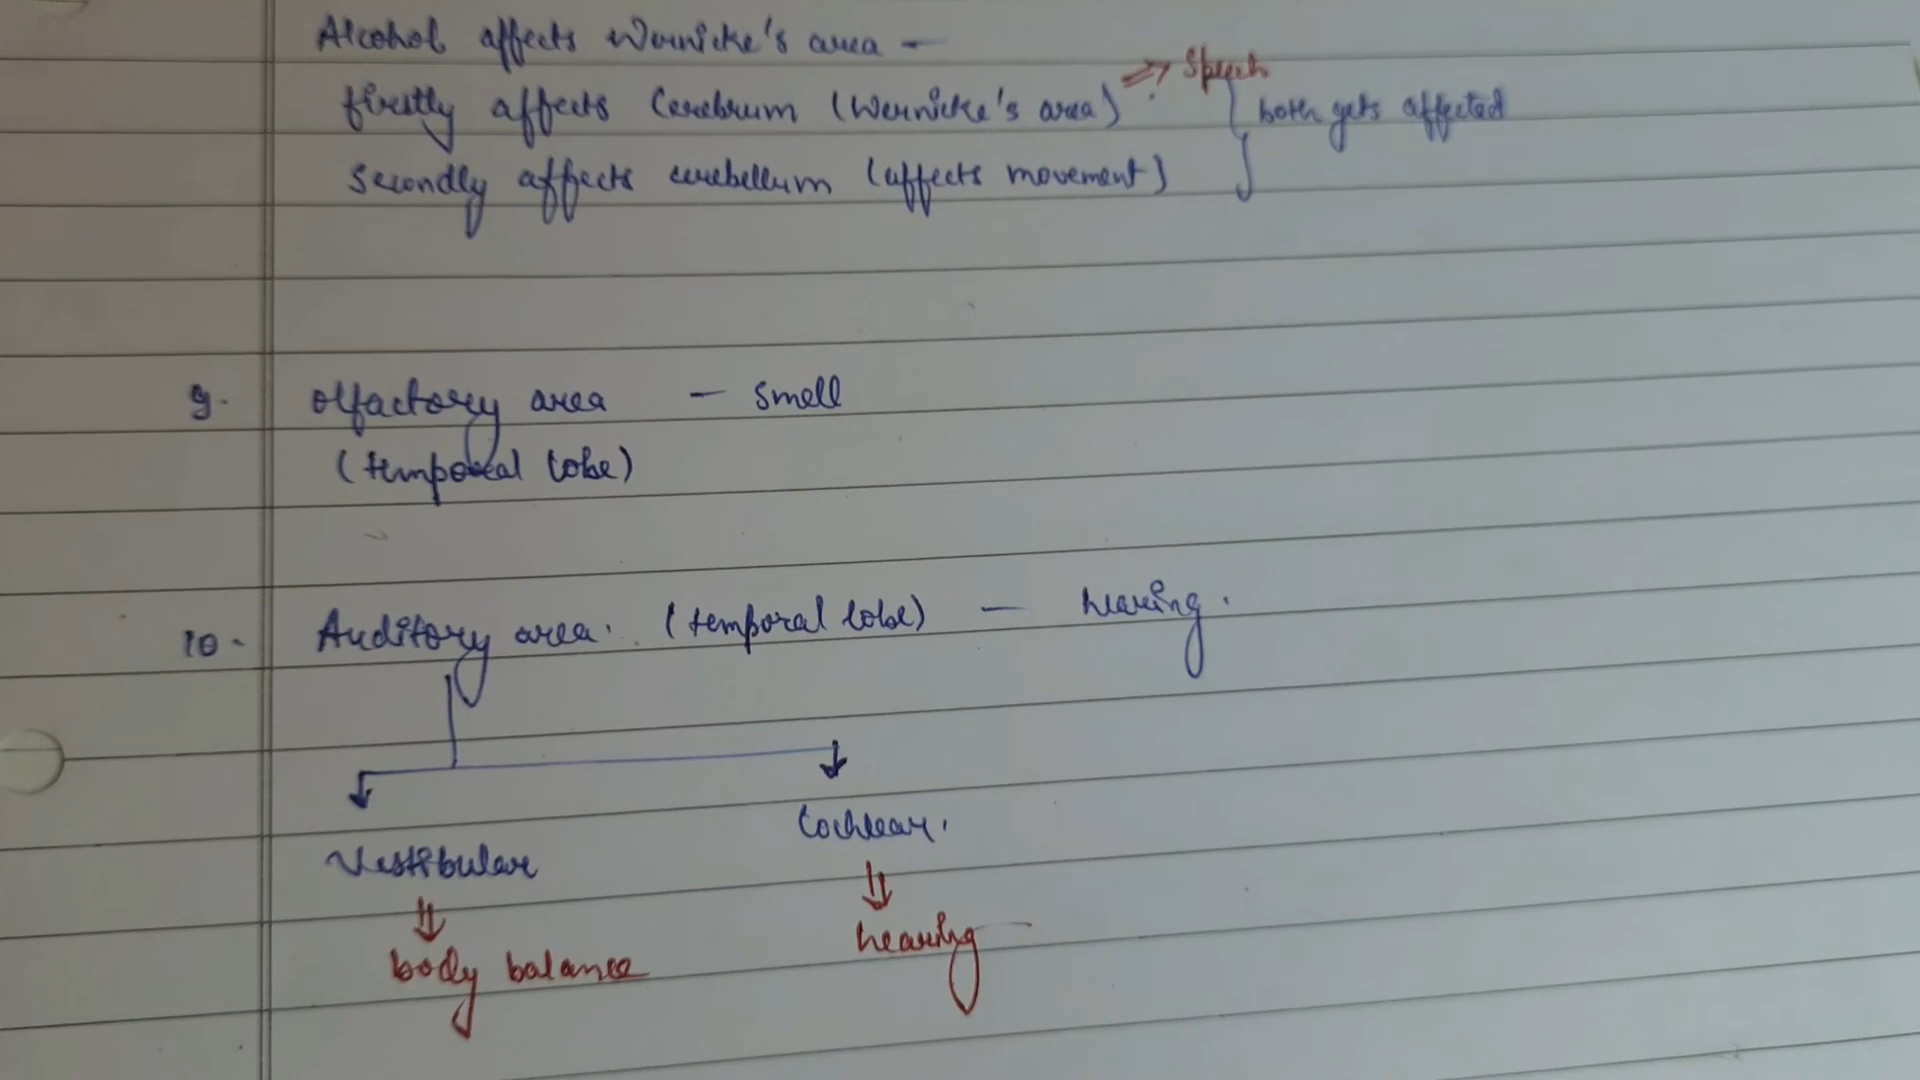 Alcohol affects Wernicke's area —
firstly affects Cerebrum (Wernicke's area) ⇒ Speech
both gets affected
Secondly affects cerebellum (affects movement)
9. Olfactory area — smell
(temporal lobe)
10. Auditory area. (temporal lobe) — hearing.
Cochlear.
Vestibular
hearing
body balance